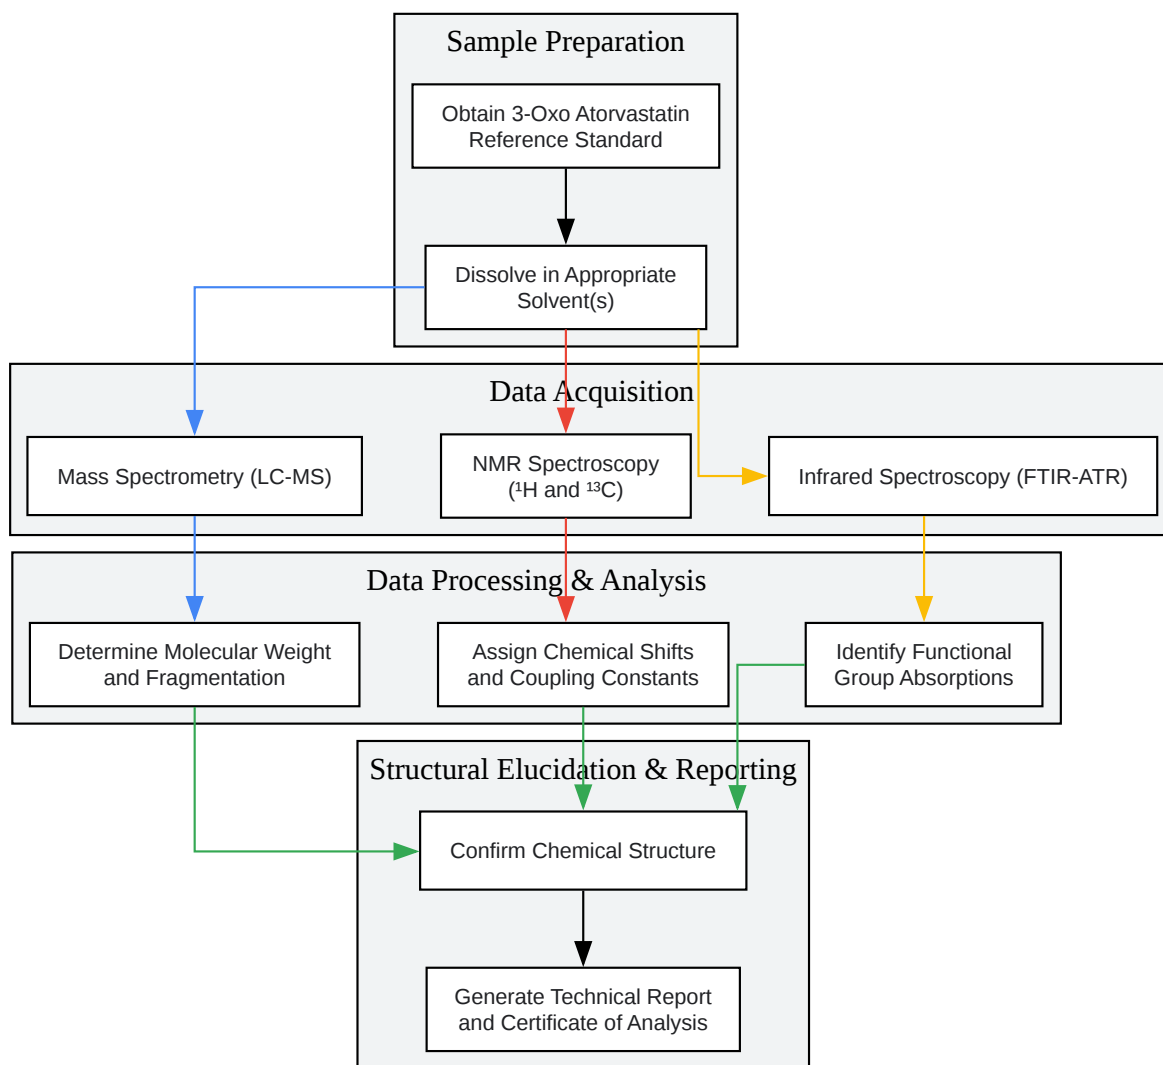 Sample Preparation
Obtain 3-Oxo Atorvastatin
Reference Standard
Dissolve in Appropriate
Solvent(s)
Data Acquisition
Mass Spectrometry (LC-MS)
NMR Spectroscopy
(¹H and ¹³C)
Infrared Spectroscopy (FTIR-ATR)
Data Processing & Analysis
Determine Molecular Weight
and Fragmentation
Assign Chemical Shifts
and Coupling Constants
Identify Functional
Group Absorptions
Structural Elucidation & Reporting
Confirm Chemical Structure
Generate Technical Report
and Certificate of Analysis